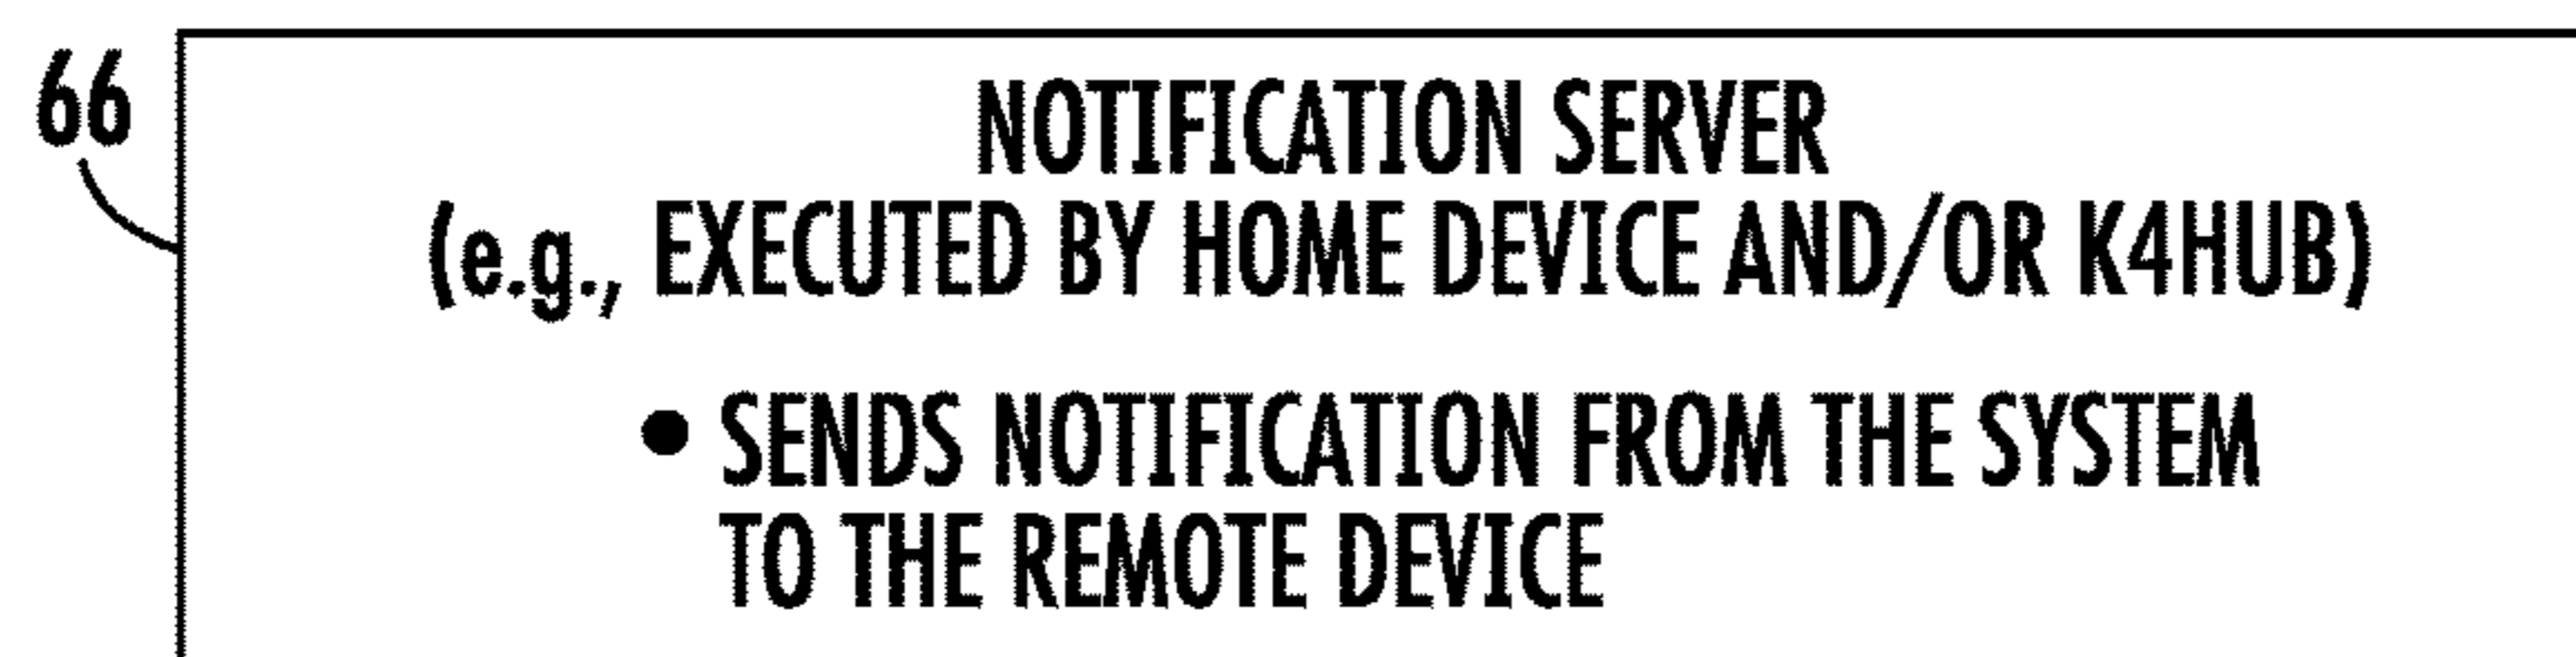 66
NOTIFICATION SERVER
(e.g., EXECUTED BY HOME DEVICE AND/OR K4HUB)
• SENDS NOTIFICATION FROM THE SYSTEM
TO THE REMOTE DEVICE